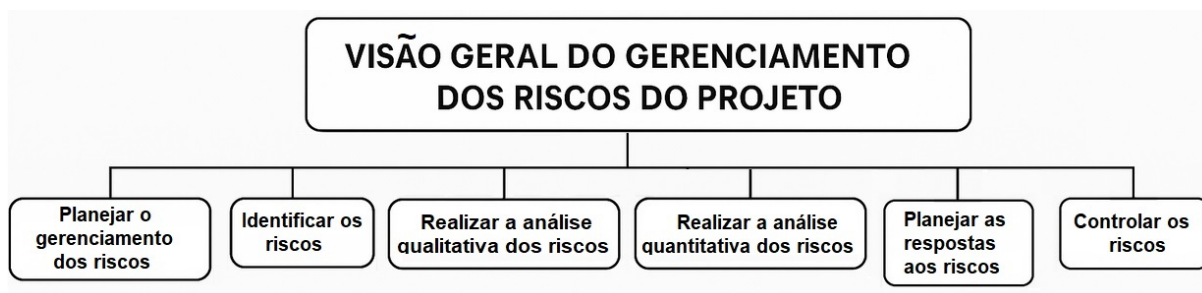 VISÃO GERAL DO GERENCIAMENTO
DOS RISCOS DO PROJETO
Planejar o
gerenciamento
dos riscos
Identificar os
riscos
Realizar a análise
qualitativa dos riscos
Realizar a análise
quantitativa dos riscos
Planejar as
respostas
aos riscos
Controlar os
riscos